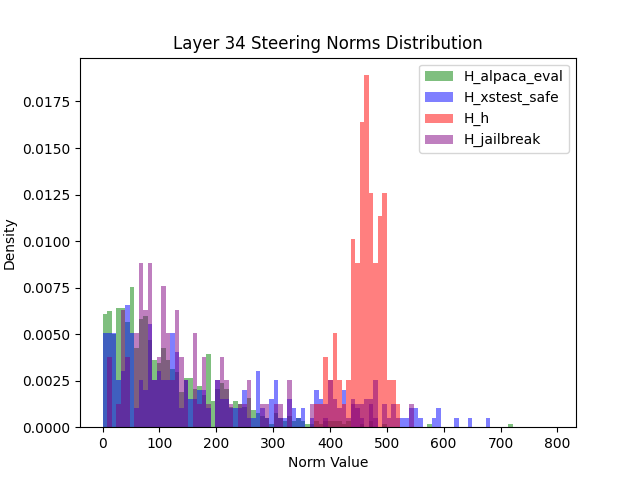 Layer 34 Steering Norms Distribution
H_alpaca_eval
H_xstest_safe
H_h
H_jailbreak
Density
0.0175
0.0150
0.0125
0.0100
0.0075
0.0050
0.0025
0.0000
0 100 200 300 400 500 600 700 800
Norm Value